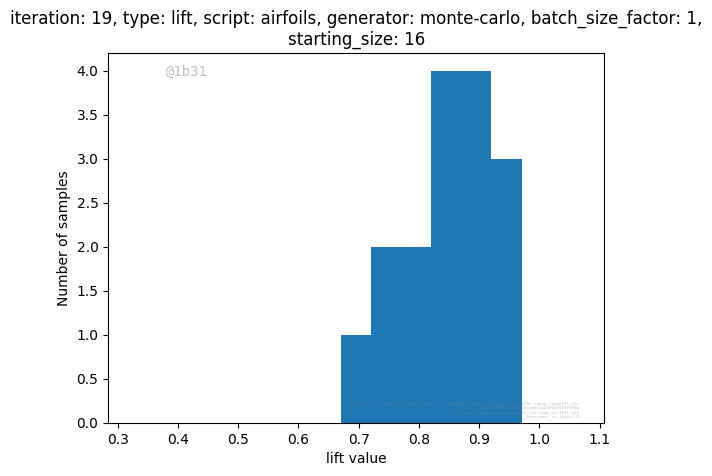 iteration: 19, type: lift, script: airfoils, generator: monte-carlo, batch_size_factor: 1,
starting_size: 16
@1b31
4.0
3.5
3.0
2.5
2.0
1.5
1.0
0.5
0.0
Number of samples
0.3 0.4 0.5 0.6 0.7 0.8 0.9 1.0 1.1
lift value